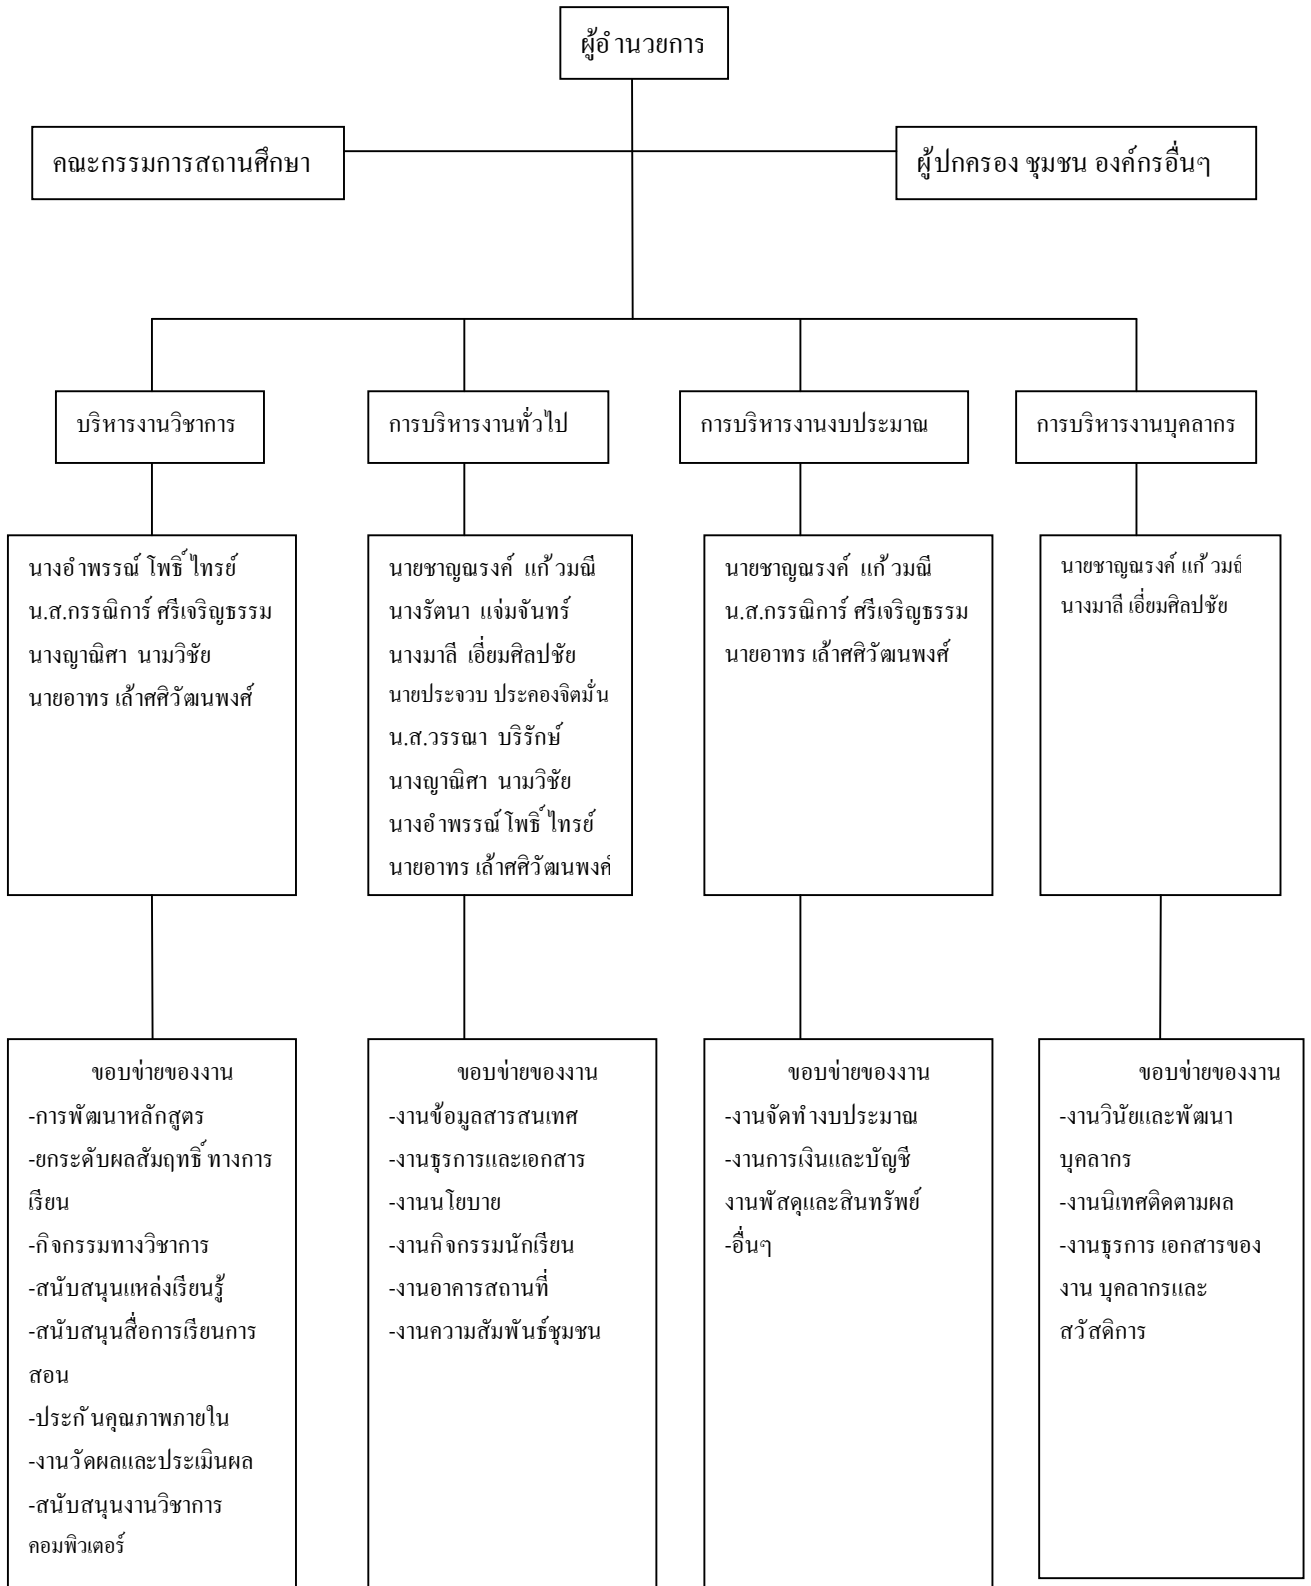 ผู้อำนวยการ
คณะกรรมการสถานศึกษา
ผู้ปกครอง ชุมชน องค์กรอื่นๆ
บริหารงานวิชาการ
การบริหารงานทั่วไป
การบริหารงานงบประมาณ
การบริหารงานบุคลากร
นางอำพรรณ์ โพธิ์ไทรย์
น.ส.กรรณิการ์ ศรีเจริญธรรม
นางญาณิศา นามวิชัย
นายอาทร เล้าศศิวัฒนพงศ์
นายชาญณรงค์ แก้วมณี
นางรัตนา แจ่มจันทร์
นางมาลี เอี่ยมศิลปชัย
นายประจวบ ประคองจิตมั่น
น.ส.วรรณา บริรักษ์
นางญาณิศา นามวิชัย
นางอำพรรณ์ โพธิ์ไทรย์
นายอาทร เล้าศศิวัฒนพงศ์
นายชาญณรงค์ แก้วมณี
น.ส.กรรณิการ์ ศรีเจริญธรรม
นายอาทร เล้าศศิวัฒนพงศ์
นายชาญณรงค์ แก้วมณี
นางมาลี เอี่ยมศิลปชัย
ขอบข่ายของงาน
-การพัฒนาหลักสูตร
-ยกระดับผลสัมฤทธิ์ทางการ
เรียน
-กิจกรรมทางวิชาการ
-สนับสนุนแหล่งเรียนรู้
-สนับสนุนสื่อการเรียนการ
สอน
-ประกันคุณภาพภายใน
-งานวัดผลและประเมินผล
-สนับสนุนงานวิชาการ
คอมพิวเตอร์
ขอบข่ายของงาน
-งานข้อมูลสารสนเทศ
-งานธุรการและเอกสาร
-งานนโยบาย
-งานกิจกรรมนักเรียน
-งานอาคารสถานที่
-งานความสัมพันธ์ชุมชน
ขอบข่ายของงาน
-งานจัดทำงบประมาณ
-งานการเงินและบัญชี
งานพัสดุและสินทรัพย์
-อื่นๆ
ขอบข่ายของงาน
-งานวินัยและพัฒนา
บุคลากร
-งานนิเทศติดตามผล
-งานธุรการ เอกสารของ
งาน บุคลากรและ
สวัสดิการ